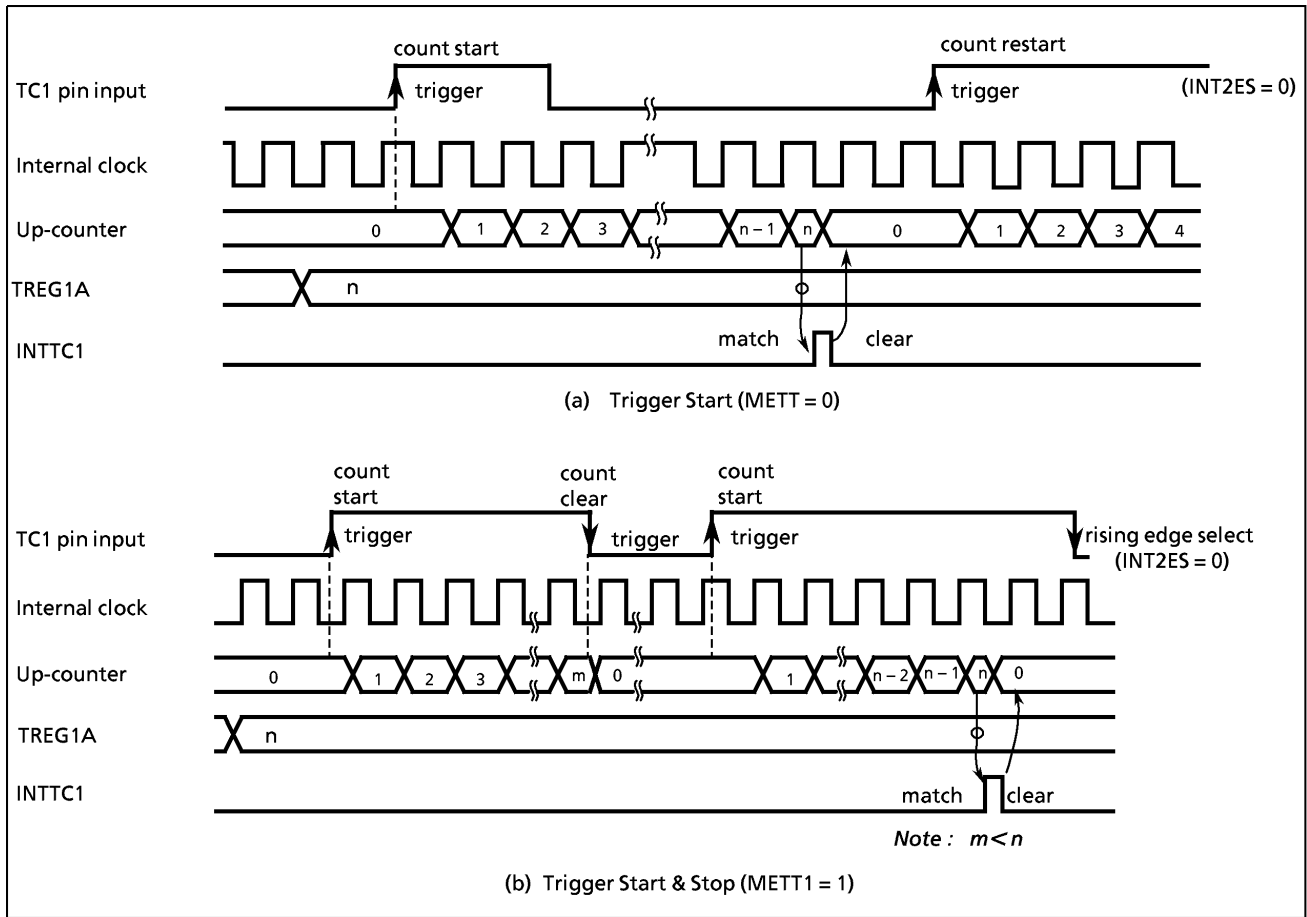 count start
count restart
TC1 pin input
trigger
trigger
(INT2ES = 0)
Internal clock
Up-counter
0
1
2
3
n – 1
n
0
1
2
3
4
TREG1A
n
INTTC1
match
clear
(a) Trigger Start (METT = 0)
count
start
count
clear
count
start
TC1 pin input
trigger
trigger
trigger
rising edge select
(INT2ES = 0)
Internal clock
Up-counter
0
1
2
3
m
0
1
n – 2
n – 1
n
0
TREG1A
n
INTTC1
match
clear
Note : m < n
(b) Trigger Start & Stop (METT1 = 1)